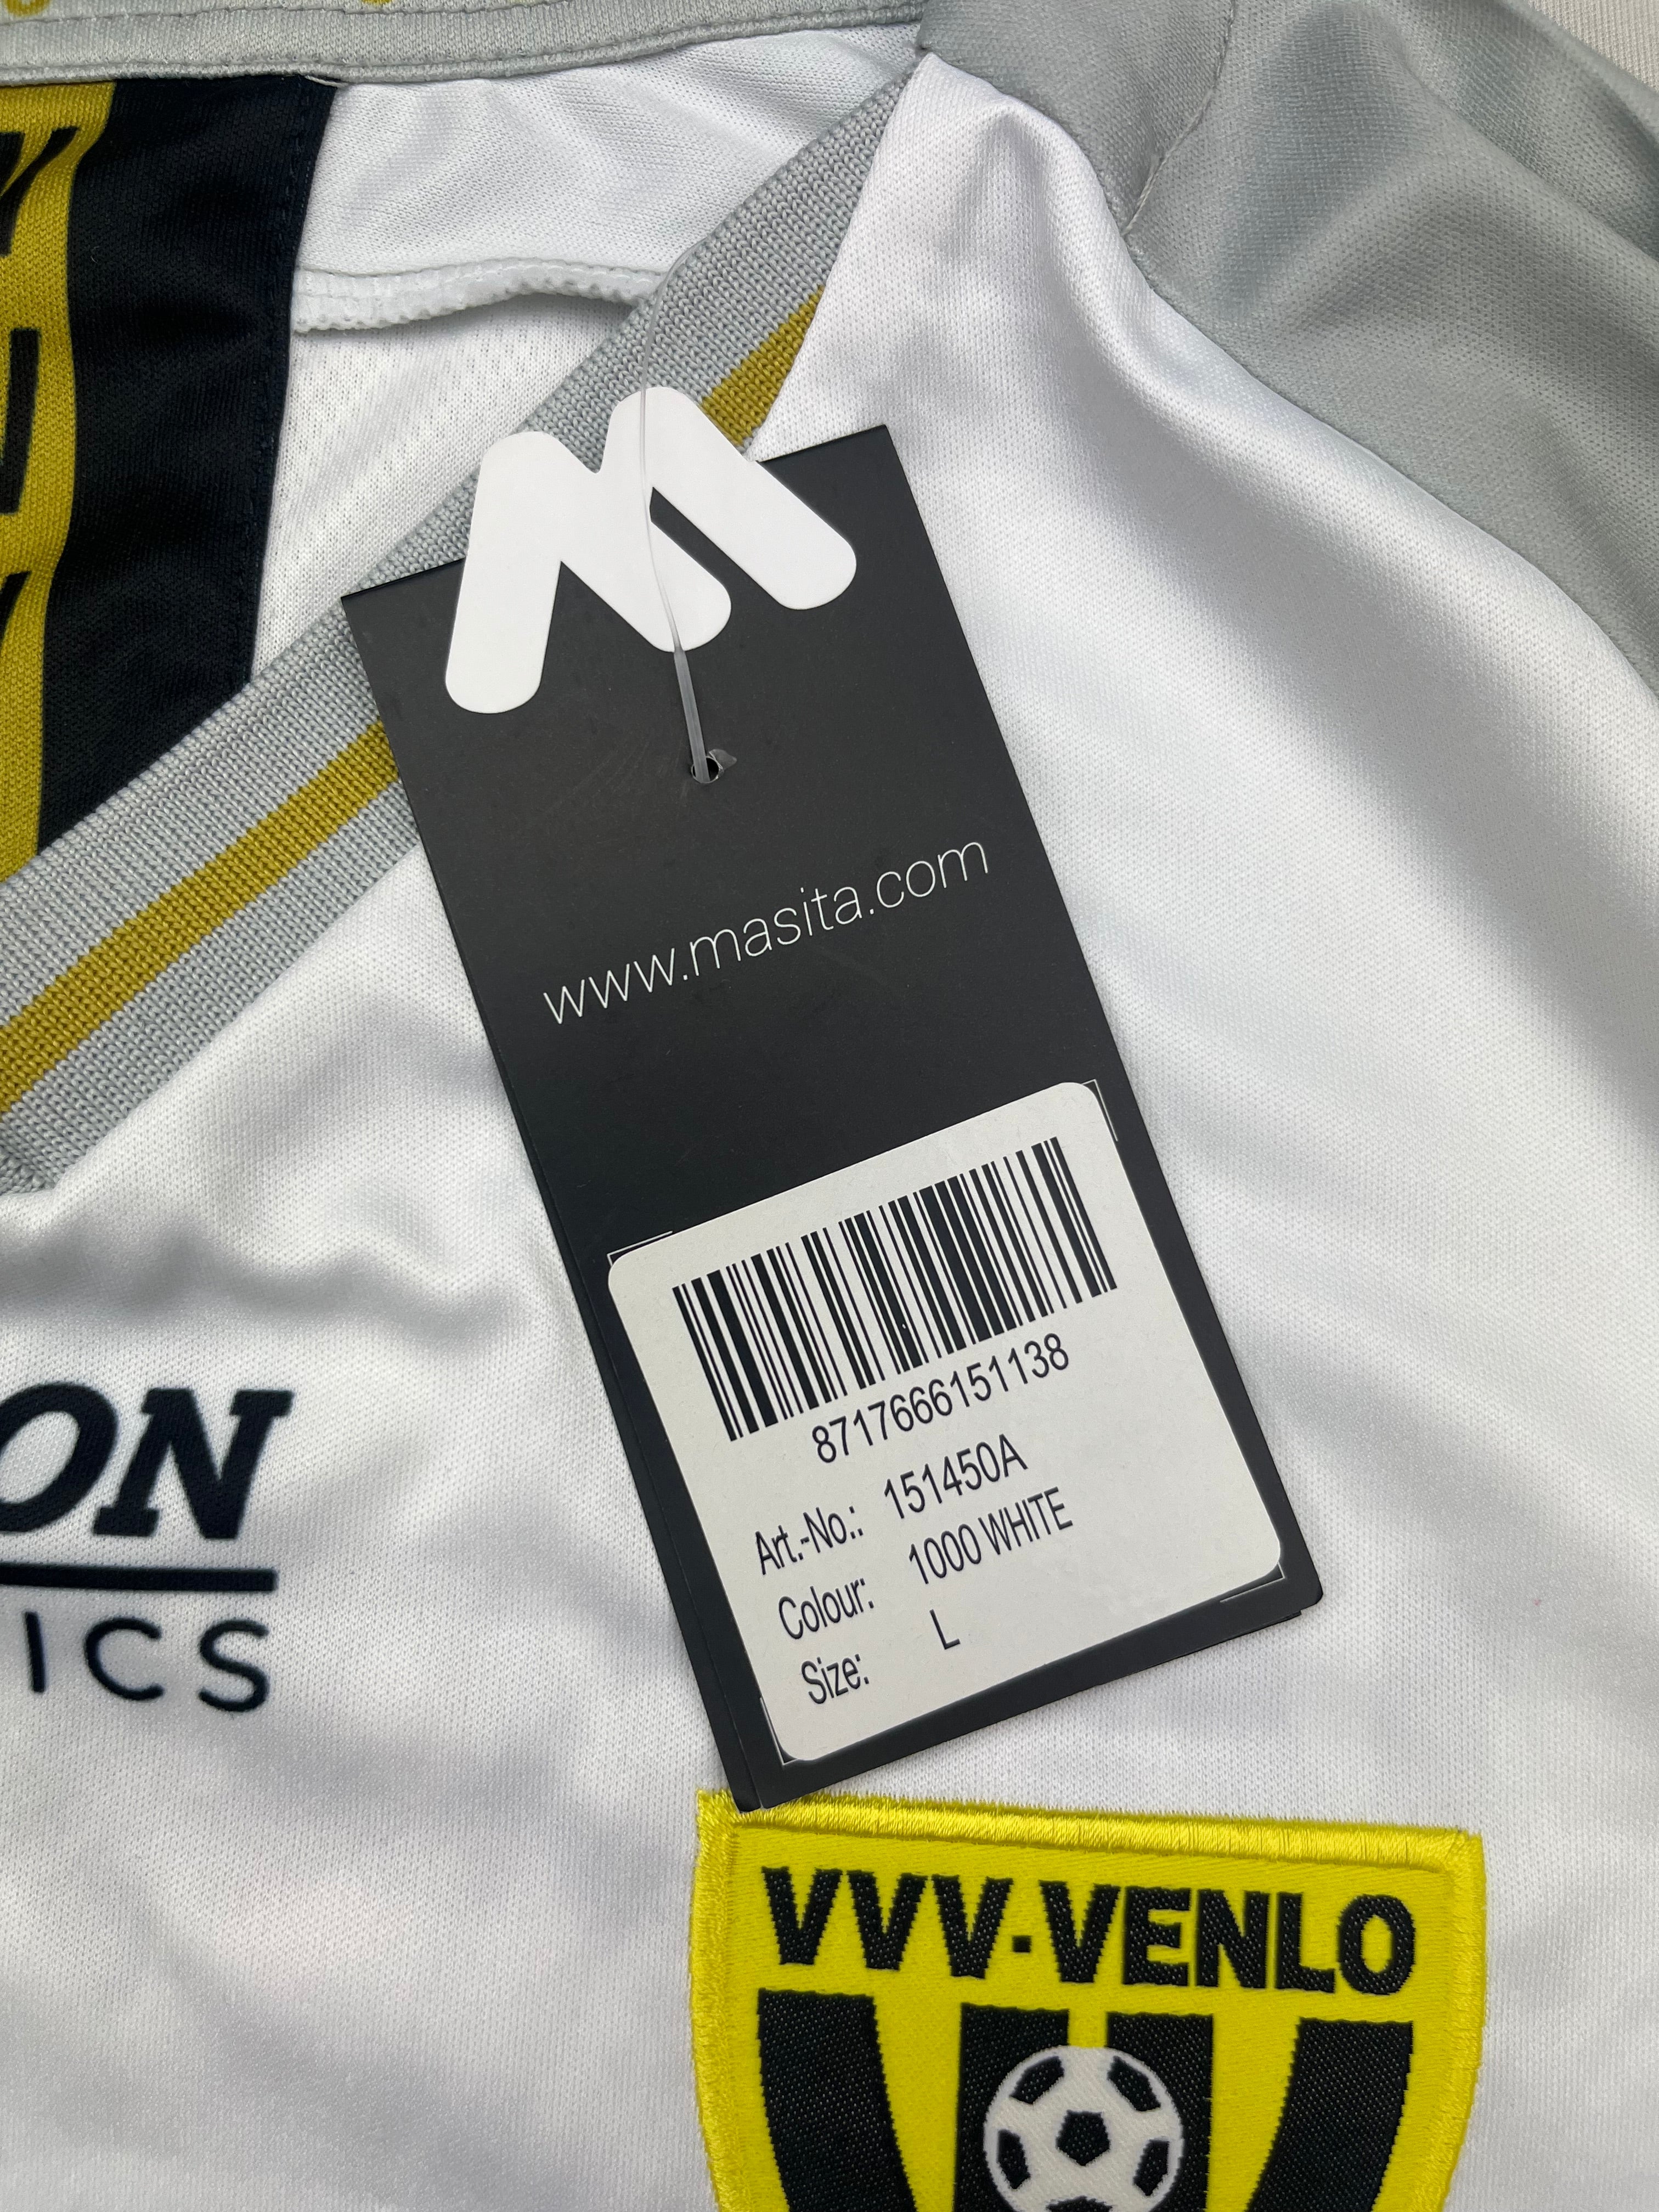 www.masita.com
8717666151138
Art.-No.: 151450A
Colour: 1000 WHITE
Size: L
ON
ICS
VVV-VENLO